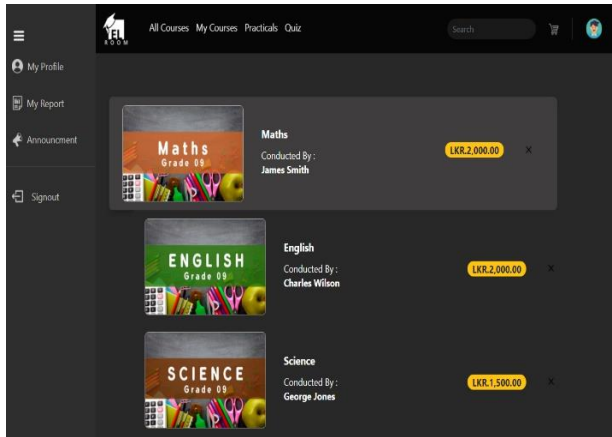 EL
ROOM
All Courses My Courses Practicals Quiz
Search
My Profile
My Report
Announcment
Signout
Maths
Grade 09
Maths
Conducted By :
James Smith
LKR.2,000.00
×
ENGLISH
Grade 09
English
Conducted By :
Charles Wilson
LKR.2,000.00
×
SCIENCE
Grade 09
Science
Conducted By :
George Jones
LKR.1,500.00
×